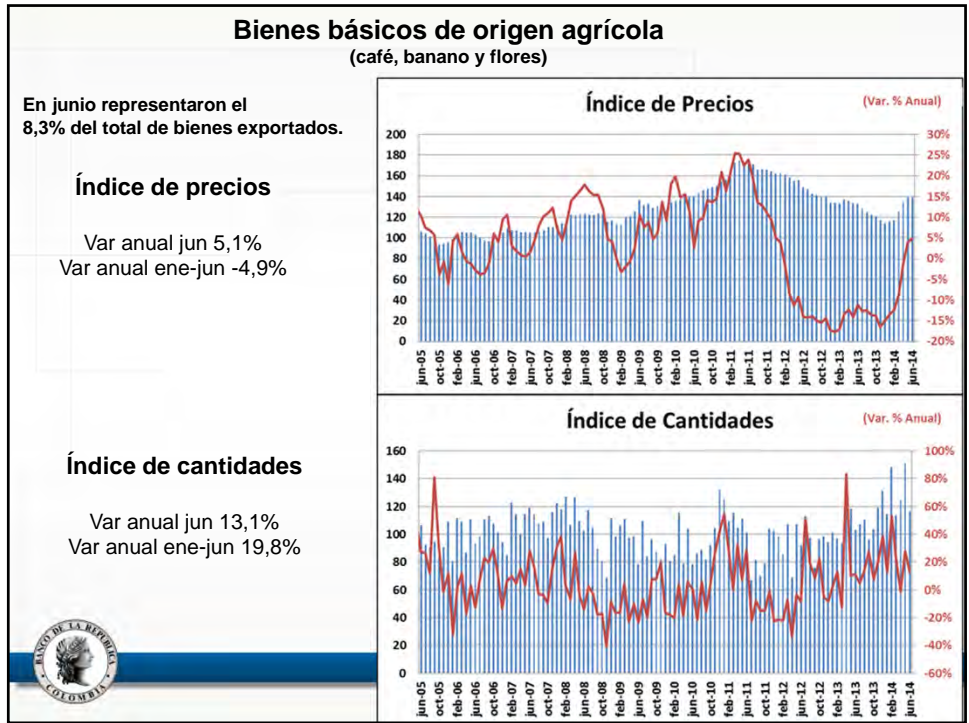 Bienes básicos de origen agrícola
(café, banano y flores)
En junio representaron el
8,3% del total de bienes exportados.
Índice de precios
Var anual jun 5,1%
Var anual ene-jun -4,9%
Índice de Precios
(Var. % Anual)
200
180
160
140
120
100
80
60
40
20
0
30%
25%
20%
15%
10%
5%
0%
-5%
-10%
-15%
-20%
jun-05
oct-05
feb-06
jun-06
oct-06
feb-07
jun-07
oct-07
feb-08
jun-08
oct-08
feb-09
jun-09
oct-09
feb-10
jun-10
oct-10
feb-11
jun-11
oct-11
feb-12
jun-12
oct-12
feb-13
jun-13
oct-13
feb-14
jun-14
Índice de cantidades
Var anual jun 13,1%
Var anual ene-jun 19,8%
Índice de Cantidades
(Var. % Anual)
160
140
120
100
80
60
40
20
0
100%
80%
60%
40%
20%
0%
-20%
-40%
-60%
jun-05
oct-05
feb-06
jun-06
oct-06
feb-07
jun-07
oct-07
feb-08
jun-08
oct-08
feb-09
jun-09
oct-09
feb-10
jun-10
oct-10
feb-11
jun-11
oct-11
feb-12
jun-12
oct-12
feb-13
jun-13
oct-13
feb-14
jun-14
BANCO DE LA REPUBLICA
COLOMBIA